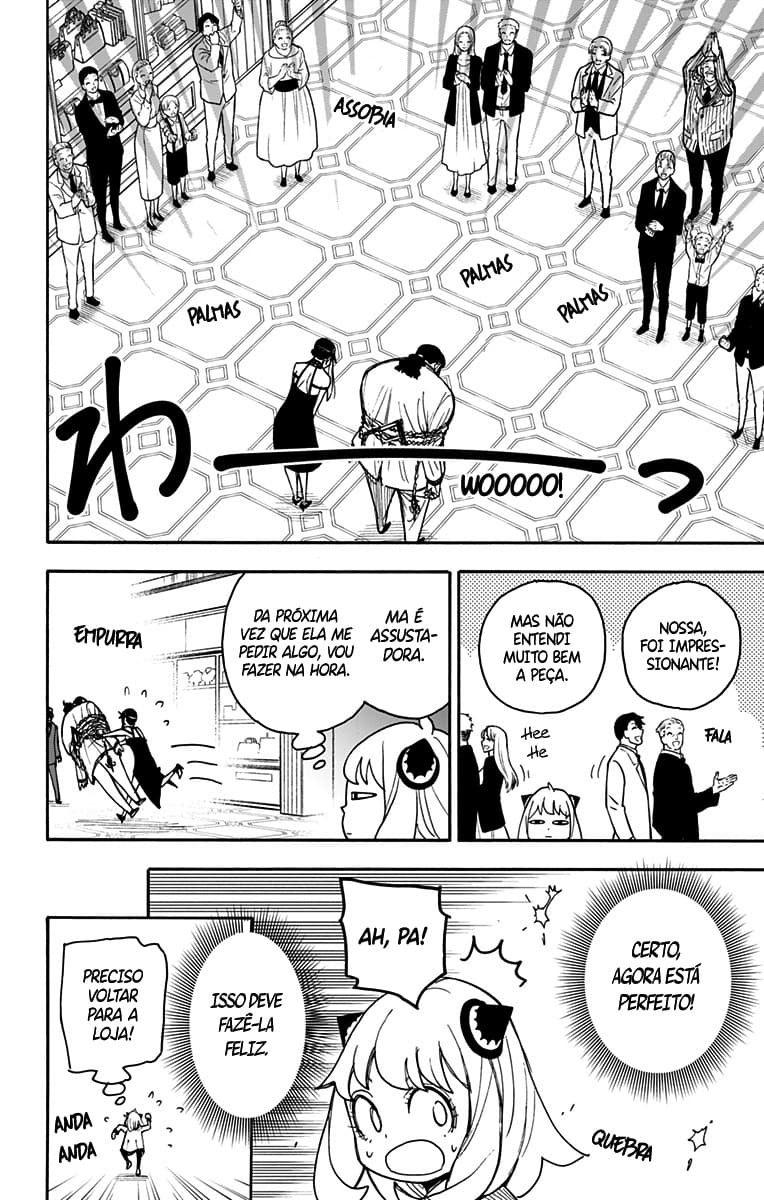 ASSOBIA
PALMAS
PALMAS
PALMAS
わーっ
WOOOOO!
NOSSA,
FOI IMPRES-
SIONANTE!
MAS NÃO
ENTENDI
MUITO BEM
A PEÇA.
FALA
Hee
He
MA É
ASSUSTA-
DORA.
DA PRÓXIMA
VEZ QUE ELA ME
PEDIR ALGO, VOU
FAZER NA HORA.
EMPURRA
CERTO,
AGORA ESTÁ
PERFEITO!
AH, PA!
QUEBRA
ISSO DEVE
FAZÊ-LA
FELIZ.
PRECISO
VOLTAR
PARA A
LOJA!
ANDA
ANDA